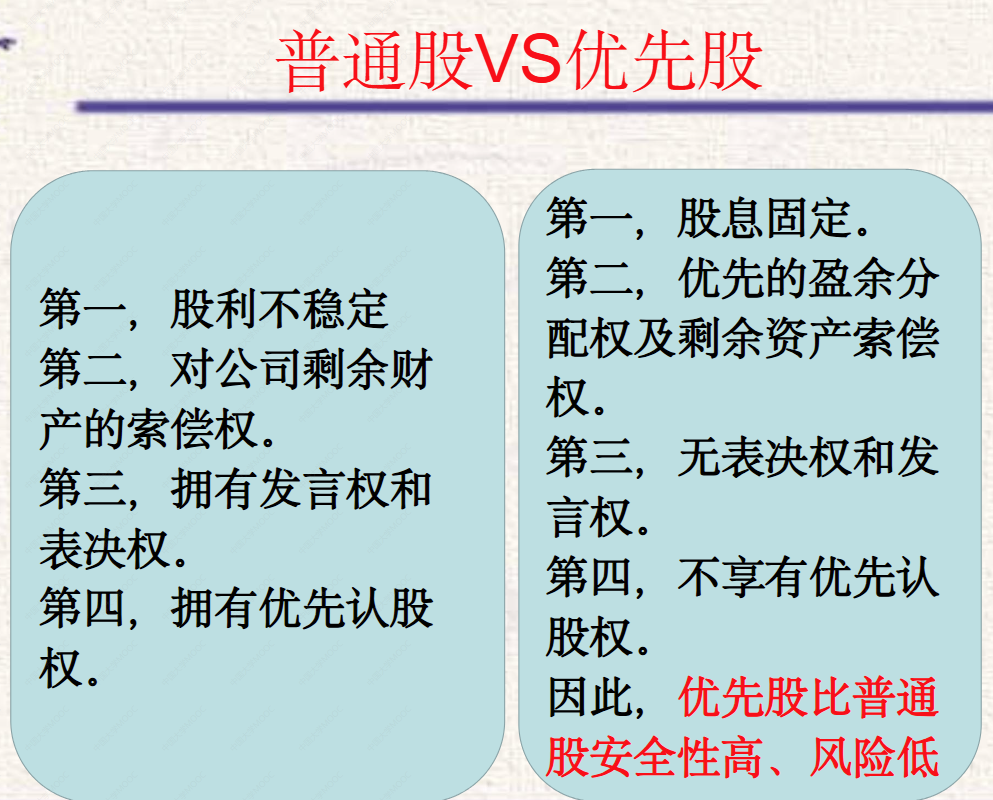 普通股VS优先股
第一，股利不稳定
第二，对公司剩余财
产的索偿权。
第三，拥有发言权和
表决权。
第四，拥有优先认股
权。
第一，股息固定。
第二，优先的盈余分
配权及剩余资产索偿
权。
第三，无表决权和发
言权。
第四，不享有优先认
股权。
因此，优先股比普通
股安全性高、风险低